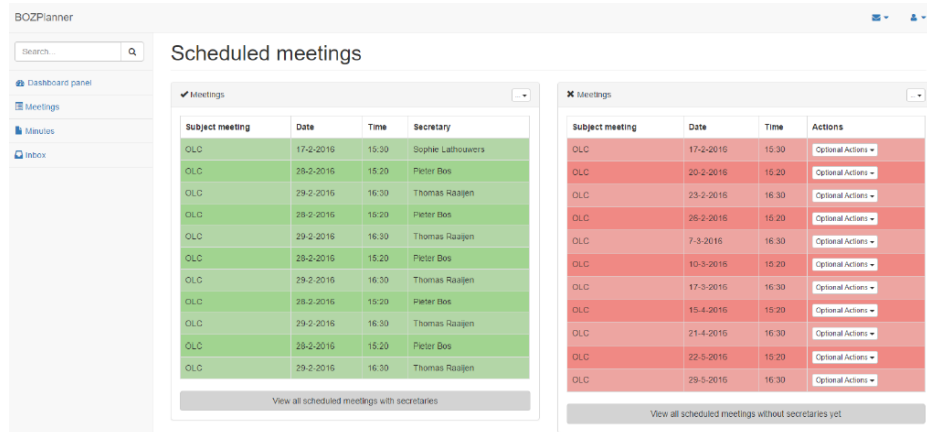 BOZPlanner
Search...
Dashboard panel
Meetings
Minutes
Inbox
Scheduled meetings
Meetings
...
Subject meeting Date Time Secretary
OLC 17-2-2016 15:30 Sophie Lathouwers
OLC 28-2-2016 15:20 Pieter Bos
OLC 29-2-2016 16:30 Thomas Raaijen
OLC 28-2-2016 15:20 Pieter Bos
OLC 29-2-2016 16:30 Thomas Raaijen
OLC 28-2-2016 15:20 Pieter Bos
OLC 29-2-2016 16:30 Thomas Raaijen
OLC 28-2-2016 15:20 Pieter Bos
OLC 29-2-2016 16:30 Thomas Raaijen
OLC 28-2-2016 15:20 Pieter Bos
OLC 29-2-2016 16:30 Thomas Raaijen
View all scheduled meetings with secretaries
Meetings
...
Subject meeting Date Time Actions
OLC 17-2-2016 15:30 Optional Actions
OLC 20-2-2016 15:20 Optional Actions
OLC 23-2-2016 16:30 Optional Actions
OLC 26-2-2016 15:20 Optional Actions
OLC 7-3-2016 16:30 Optional Actions
OLC 10-3-2016 15:20 Optional Actions
OLC 17-3-2016 16:30 Optional Actions
OLC 15-4-2016 15:20 Optional Actions
OLC 21-4-2016 16:30 Optional Actions
OLC 22-5-2016 15:20 Optional Actions
OLC 29-5-2016 16:30 Optional Actions
View all scheduled meetings without secretaries yet